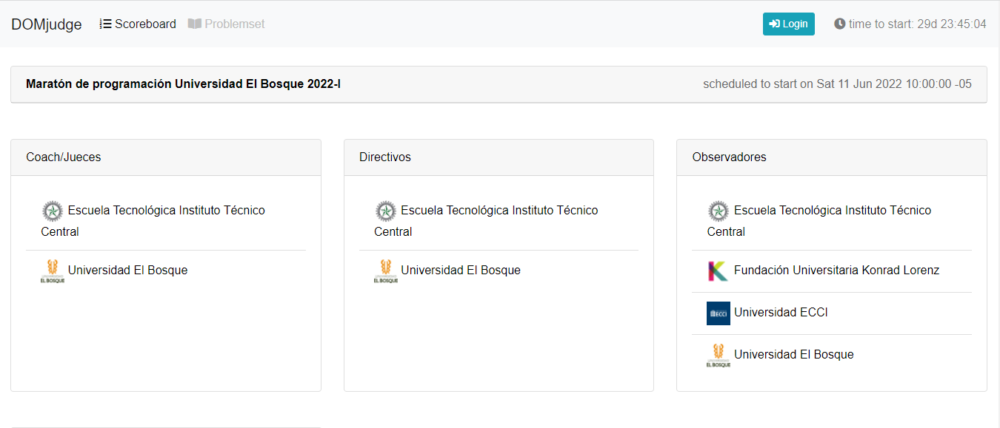 DOMjudge Scoreboard Problemset Login time to start: 29d 23:45:04
Maratón de programación Universidad El Bosque 2022-I scheduled to start on Sat 11 Jun 2022 10:00:00 -05
Coach/Jueces
Escuela Tecnológica Instituto Técnico
Central
EL BOSQUE Universidad El Bosque
Directivos
Escuela Tecnológica Instituto Técnico
Central
EL BOSQUE Universidad El Bosque
Observadores
Escuela Tecnológica Instituto Técnico
Central
Fundación Universitaria Konrad Lorenz
ECCI Universidad ECCI
EL BOSQUE Universidad El Bosque